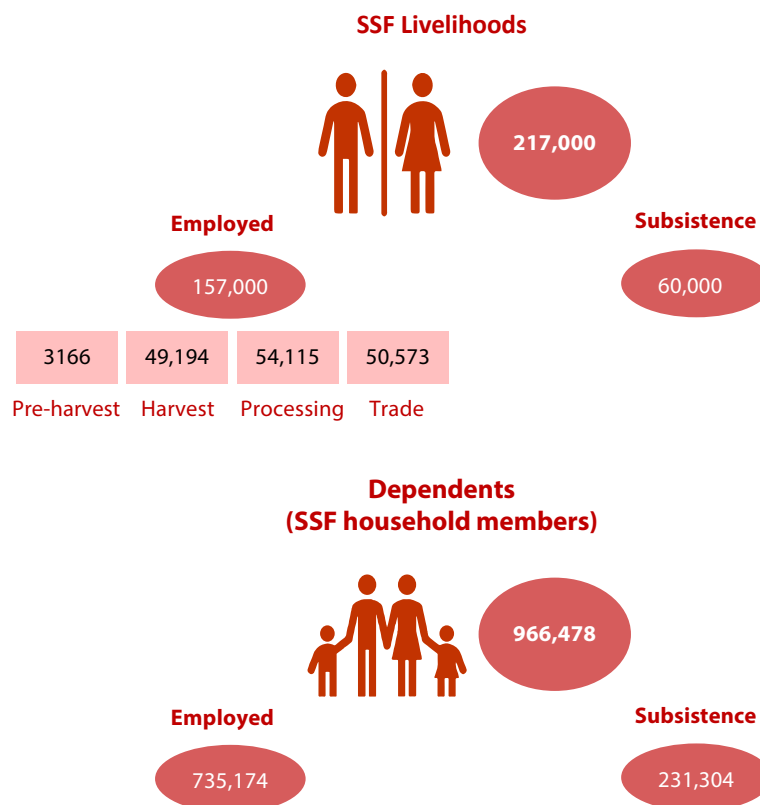 SSF Livelihoods
217,000
Employed
Subsistence
157,000
60,000
3166
49,194
54,115
50,573
Pre-harvest
Harvest
Processing
Trade
Dependents
(SSF household members)
966,478
Employed
Subsistence
735,174
231,304